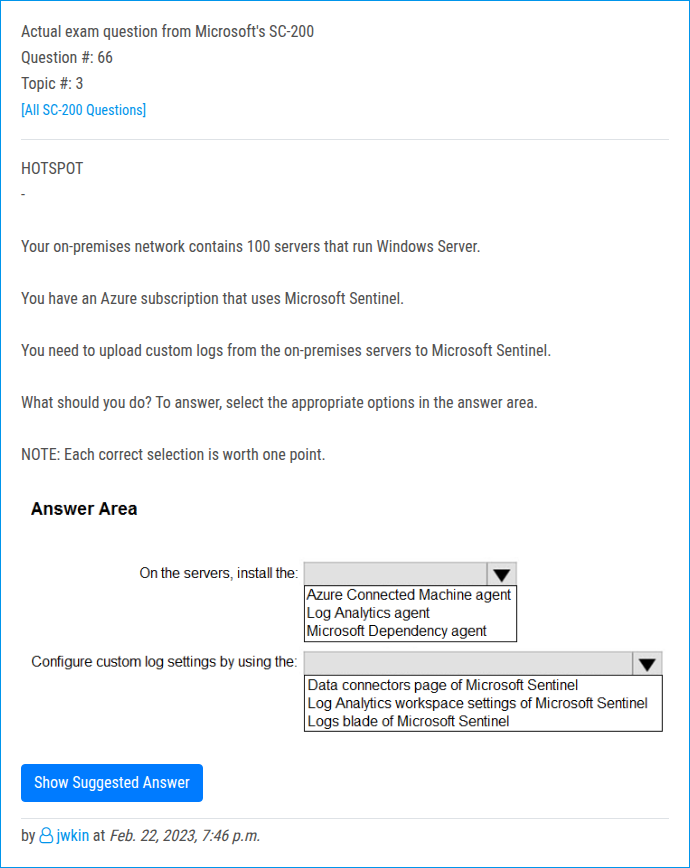 Actual exam question from Microsoft's SC-200
Question #: 66
Topic #: 3
[All SC-200 Questions]
HOTSPOT
-
Your on-premises network contains 100 servers that run Windows Server.
You have an Azure subscription that uses Microsoft Sentinel.
You need to upload custom logs from the on-premises servers to Microsoft Sentinel.
What should you do? To answer, select the appropriate options in the answer area.
NOTE: Each correct selection is worth one point.
Answer Area
On the servers, install the:
Azure Connected Machine agent
Log Analytics agent
Microsoft Dependency agent
Configure custom log settings by using the:
Data connectors page of Microsoft Sentinel
Log Analytics workspace settings of Microsoft Sentinel
Logs blade of Microsoft Sentinel
Show Suggested Answer
by jwkin at Feb. 22, 2023, 7:46 p.m.